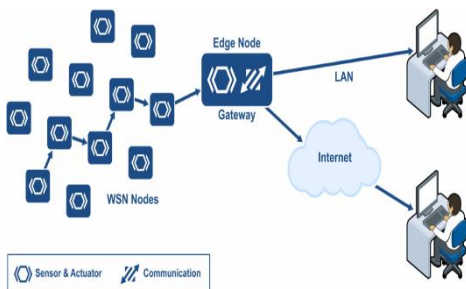 Edge Node
Gateway
LAN
Internet
WSN Nodes
Sensor & Actuator
Communication